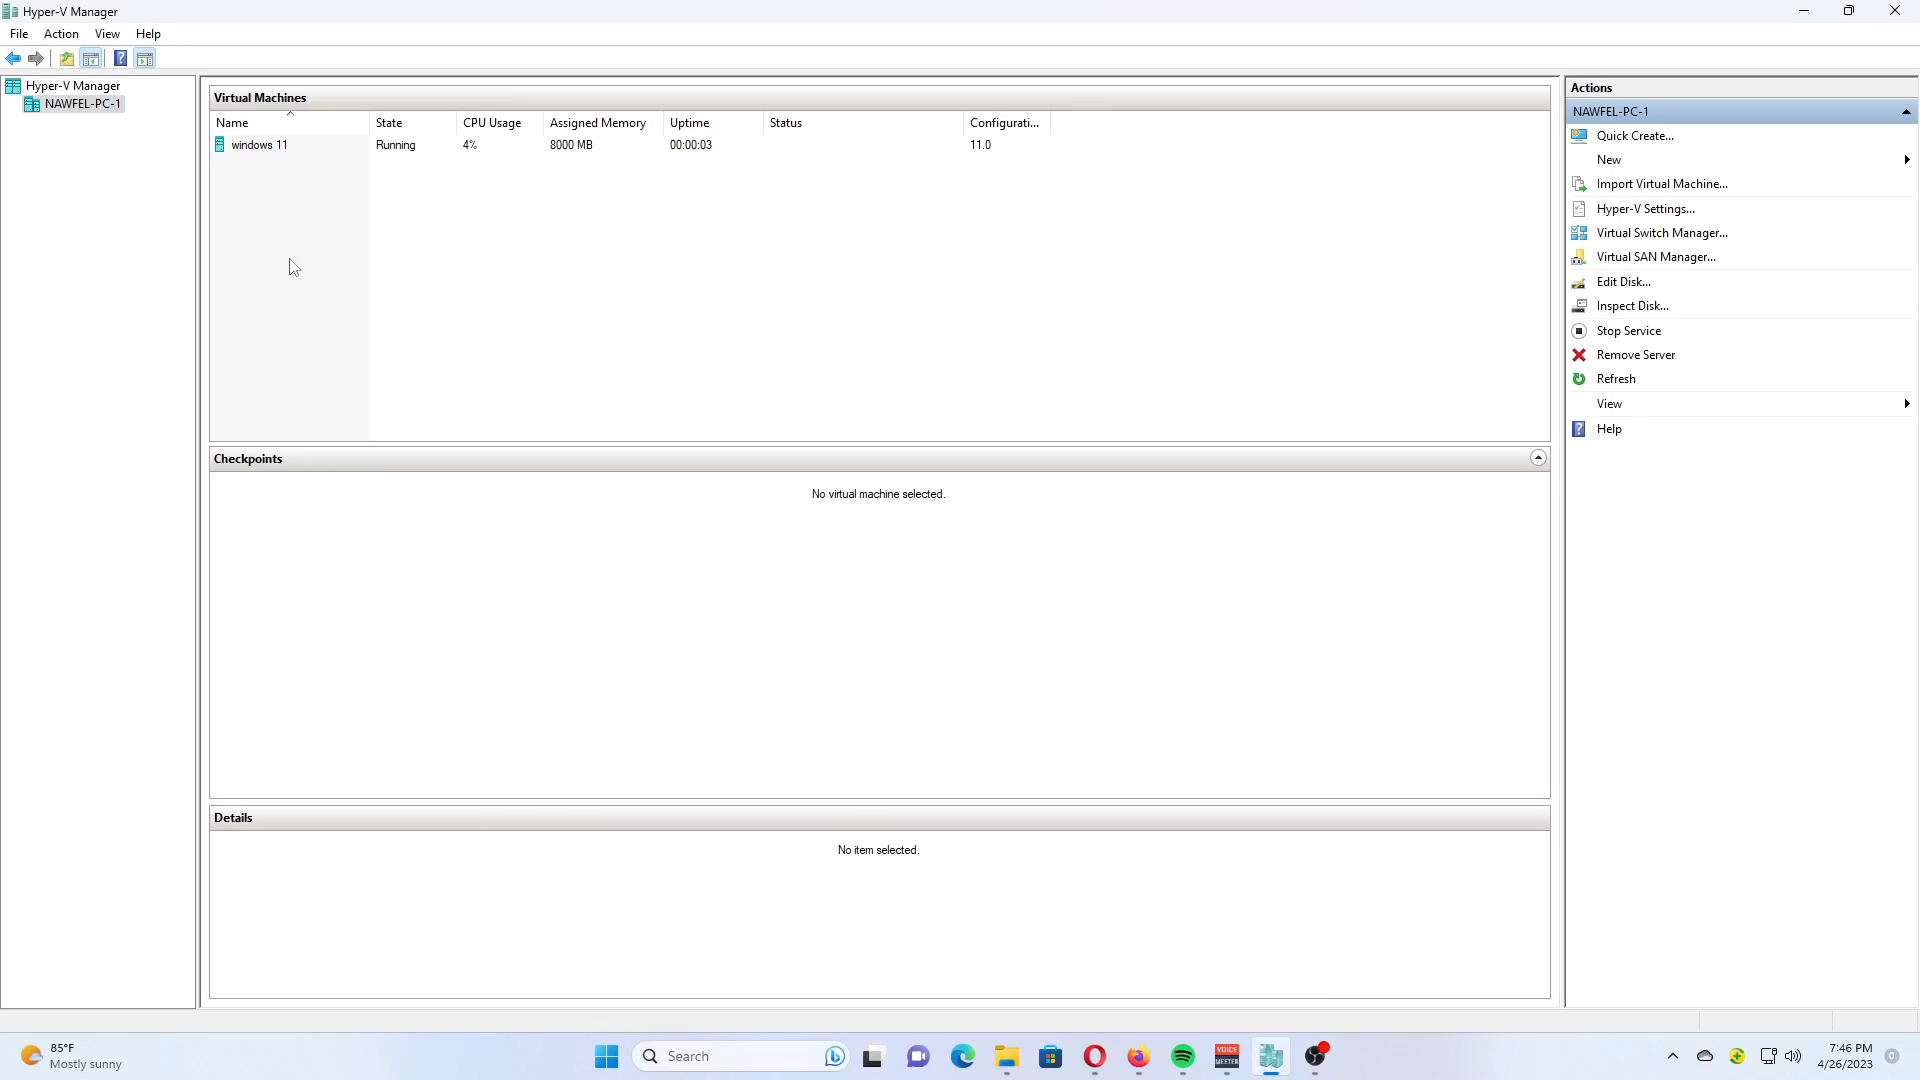 Hyper-V Manager
File Action View Help
Hyper-V Manager
NAWFEL-PC-1
Virtual Machines
Name State CPU Usage Assigned Memory Uptime Status Configurati...
windows 11 Running 4% 8000 MB 00:00:03 11.0
Checkpoints
No virtual machine selected.
Details
No item selected.
Actions
NAWFEL-PC-1
Quick Create...
New
Import Virtual Machine...
Hyper-V Settings...
Virtual Switch Manager...
Virtual SAN Manager...
Edit Disk...
Inspect Disk...
Stop Service
Remove Server
Refresh
View
Help
85°F
Mostly sunny
Search
VOICE
MEETER
7:46 PM
4/26/2023
0